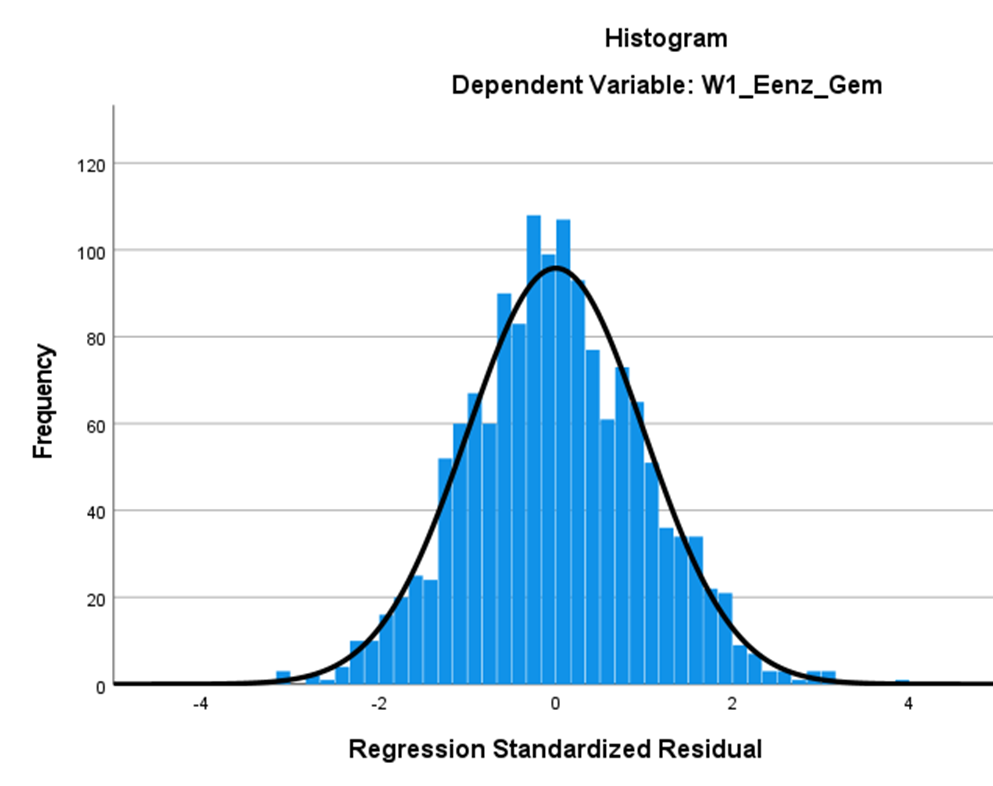 Histogram
Dependent Variable: W1_Eenz_Gem
120
100
80
60
40
20
0
Frequency
-4 -2 0 2 4
Regression Standardized Residual